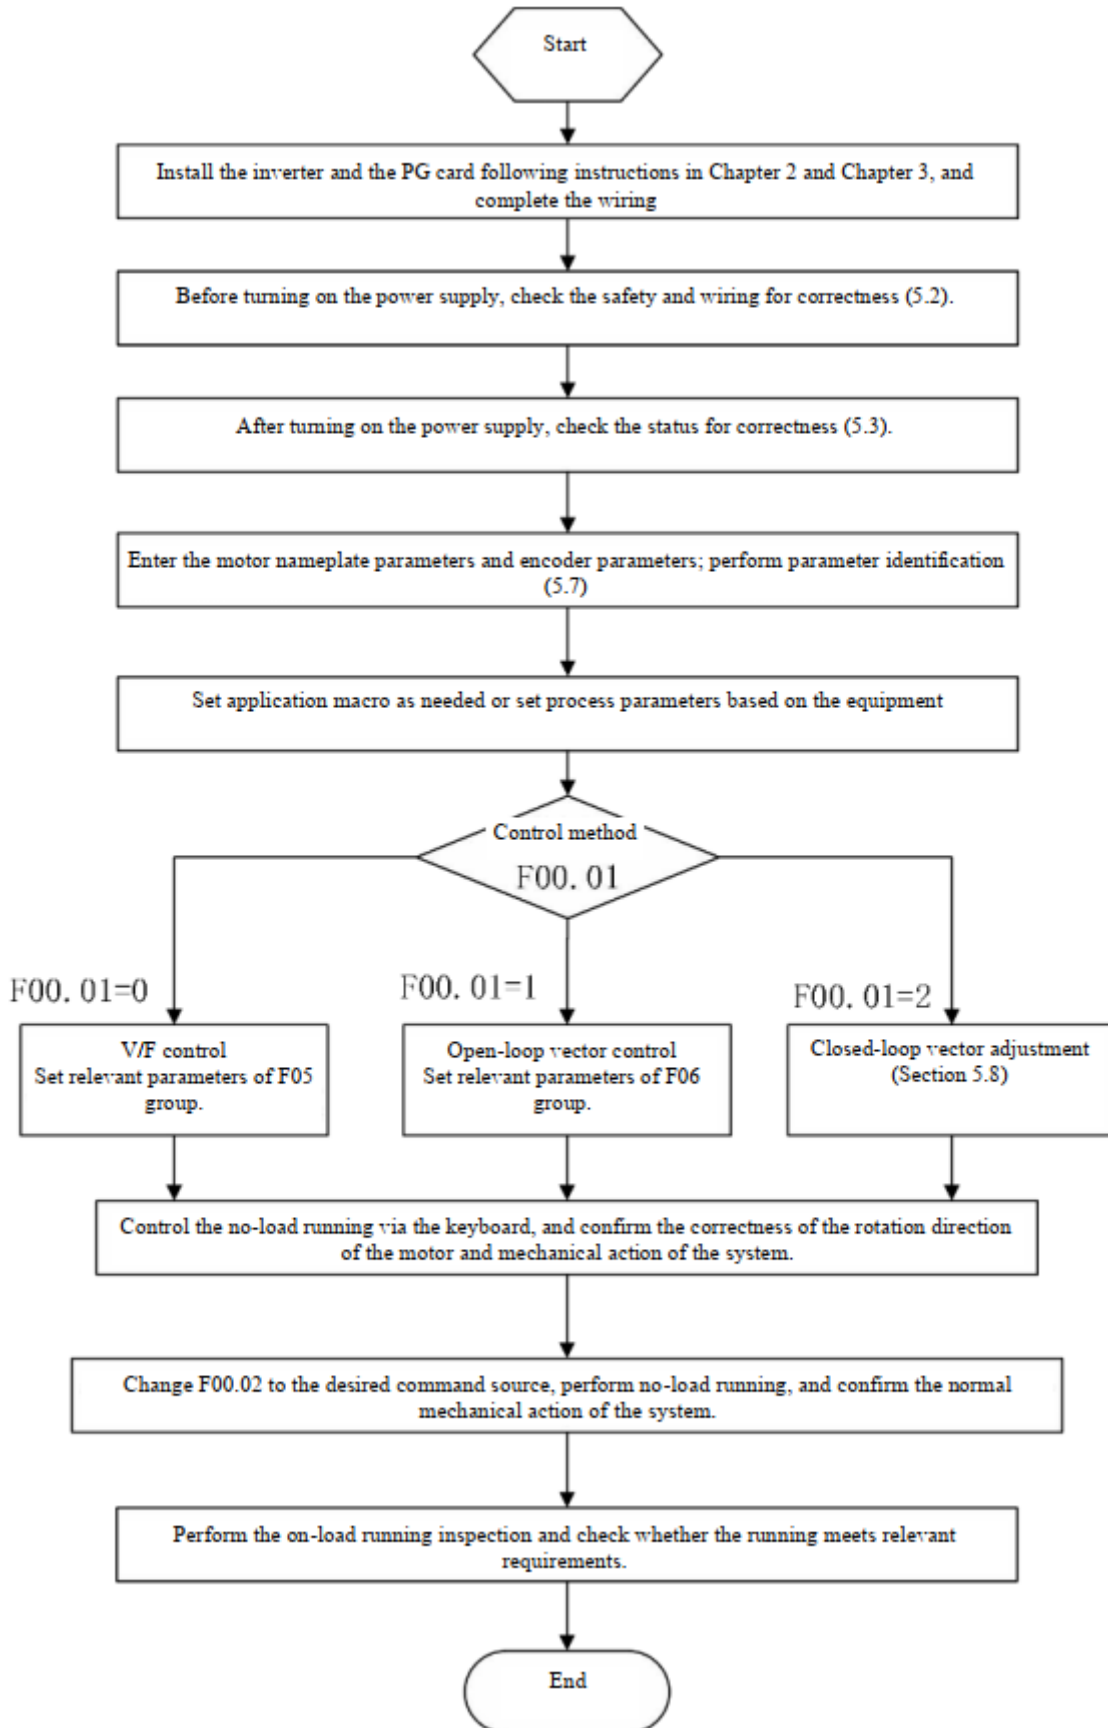 Start
Install the inverter and the PG card following instructions in Chapter 2 and Chapter 3, and
complete the wiring
Before turning on the power supply, check the safety and wiring for correctness (5.2).
After turning on the power supply, check the status for correctness (5.3).
Enter the motor nameplate parameters and encoder parameters; perform parameter identification
(5.7)
Set application macro as needed or set process parameters based on the equipment
Control method
F00.01
F00.01=0
F00.01=1
F00.01=2
V/F control
Set relevant parameters of F05
group.
Open-loop vector control
Set relevant parameters of F06
group.
Closed-loop vector adjustment
(Section 5.8)
Control the no-load running via the keyboard, and confirm the correctness of the rotation direction
of the motor and mechanical action of the system.
Change F00.02 to the desired command source, perform no-load running, and confirm the normal
mechanical action of the system.
Perform the on-load running inspection and check whether the running meets relevant
requirements.
End